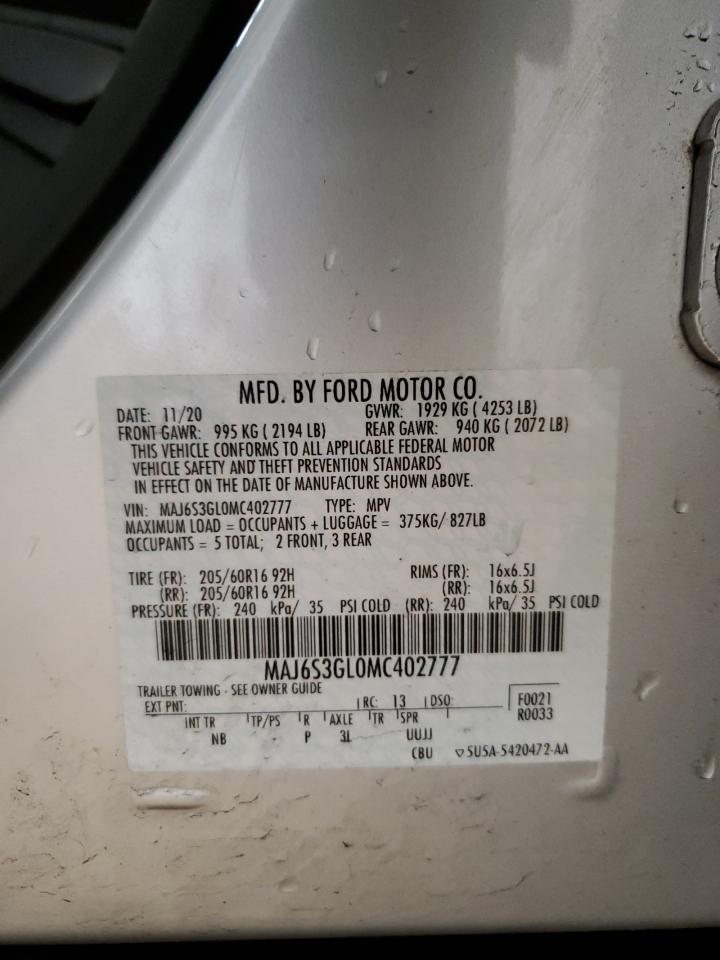 MFD. BY FORD MOTOR CO.
DATE: 11/20 GVWR: 1929 KG ( 4253 LB)
FRONT GAWR: 995 KG ( 2194 LB) REAR GAWR: 940 KG ( 2072 LB)
THIS VEHICLE CONFORMS TO ALL APPLICABLE FEDERAL MOTOR
VEHICLE SAFETY AND THEFT PREVENTION STANDARDS
IN EFFECT ON THE DATE OF MANUFACTURE SHOWN ABOVE.
VIN: MAJ6S3GL0MC402777 TYPE: MPV
MAXIMUM LOAD = OCCUPANTS + LUGGAGE = 375KG/ 827LB
OCCUPANTS = 5 TOTAL; 2 FRONT, 3 REAR
TIRE (FR): 205/60R16 92H RIMS (FR): 16x6.5J
(RR): 205/60R16 92H (RR): 16x6.5J
PRESSURE (FR): 240 kPa/ 35 PSI COLD (RR): 240 kPa/ 35 PSI COLD
MAJ6S3GL0MC402777
TRAILER TOWING - SEE OWNER GUIDE
EXT PNT: RC: 13 DSO: F0021
INT TR TP/PS R AXLE TR SPR R0033
NB P 3L UUJJ
CBU 5U5A-5420472-AA